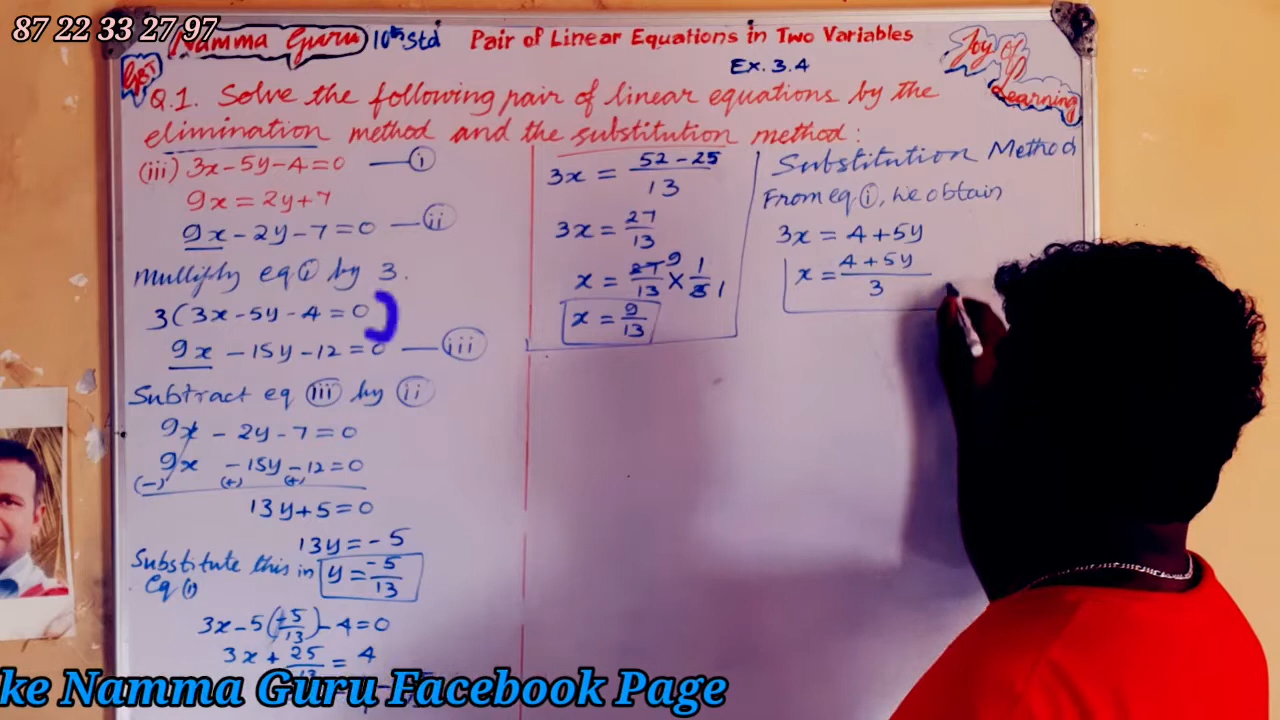 87 22 33 27 97
Namma Guru 10th Std Pair of Linear Equations in Two Variables
Joy of
Learning
Ex. 3.4
Q.1. Solve the following pair of linear equations by the
elimination method and the substitution method:
(iii) 3x-5y-4=0 — (i)
9x = 2y+7
9x-2y-7=0 — (ii)
Multiply eq (i) by 3.
3(3x-5y-4=0)
9x -15y-12=0 — (iii)
Subtract eq (iii) by (ii)
9x - 2y-7=0
9x -15y-12=0
(-) (+) (+)
13y+5=0
13y=-5
Substitute this in y=-5/13
Eq (i)
3x-5(-5/13)-4=0
3x+25/13=4
3x = 52-25/13
3x = 27/13
x = 27/13 9 x 1/3 1
x = 9/13
Substitution Method
From eq (i), we obtain
3x = 4+5y
x = 4+5y/3
ke Namma Guru Facebook Page